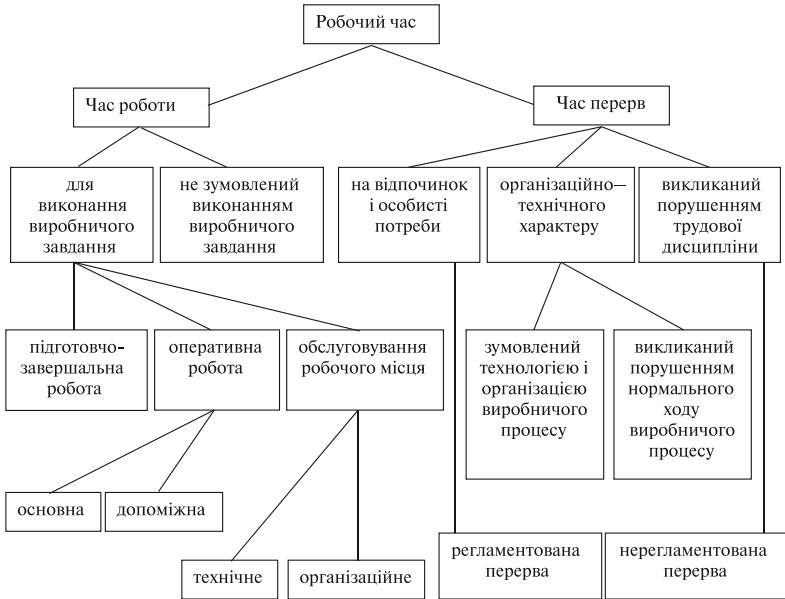 Робочий час
Час роботи
Час перерв
для
виконання
виробничого
завдання
не зумовлений
виконанням
виробничого
завдання
на відпочинок
і особисті
потреби
організаційно—
технічного
характеру
викликаний
порушенням
трудової
дисципліни
підготовчо-
завершальна
робота
оперативна
робота
обслуговування
робочого місця
зумовлений
технологією і
організацією
виробничого
процесу
викликаний
порушенням
нормального
ходу
виробничого
процесу
основна
допоміжна
технічне
організаційне
регламентована
перерва
нерегламентована
перерва